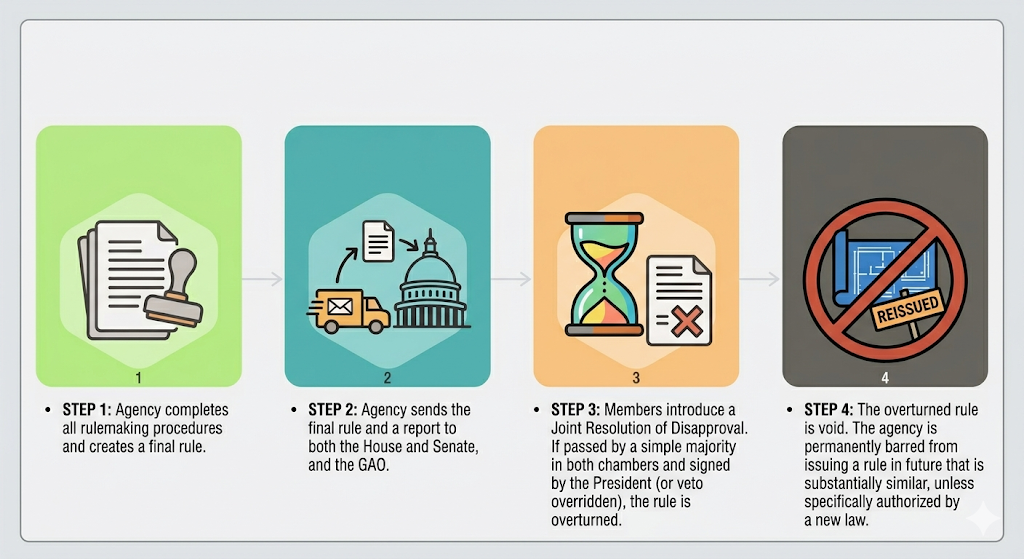 REISSUED
1
2
3
4
• STEP 1: Agency completes
all rulemaking procedures
and creates a final rule.
• STEP 2: Agency sends the
final rule and a report to
both the House and Senate,
and the GAO.
• STEP 3: Members introduce a
Joint Resolution of Disapproval.
If passed by a simple majority
in both chambers and signed
by the President (or veto
overridden), the rule is
overturned.
• STEP 4: The overturned rule
is void. The agency is
permanently barred from
issuing a rule in future that is
substantially similar, unless
specifically authorized by
a new law.